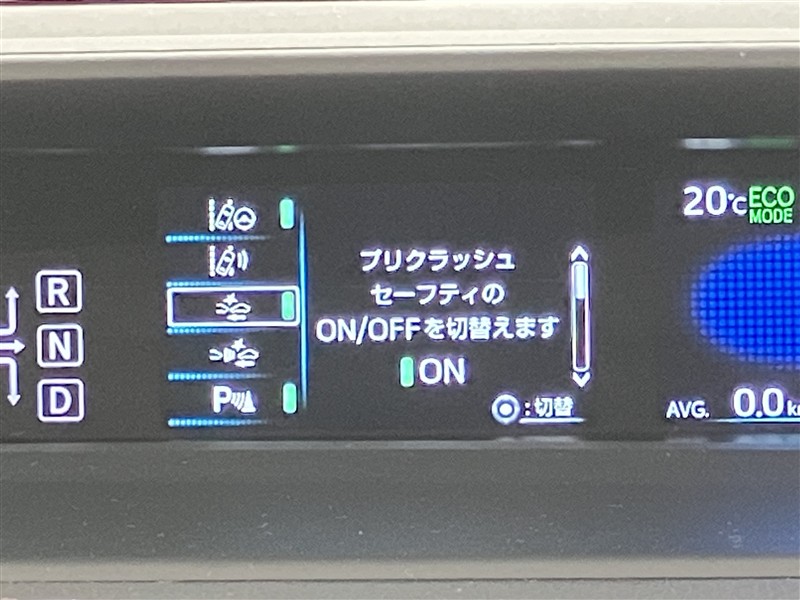 R
N
D
P
プリクラッシュ
セーフティの
ON/OFFを切替えます
ON
:切替
20℃
ECO
MODE
AVG. 0.0